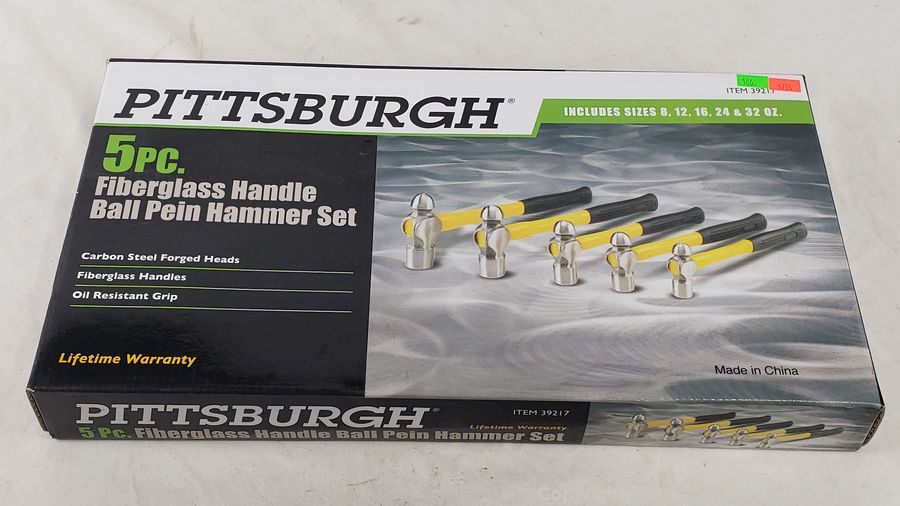 PITTSBURGH®
ITEM 39217
INCLUDES SIZES 8, 12, 16, 24 & 32 OZ.
5PC.
Fiberglass Handle
Ball Pein Hammer Set
Carbon Steel Forged Heads
Fiberglass Handles
Oil Resistant Grip
Lifetime Warranty
Made in China
PITTSBURGH®
ITEM 39217
Lifetime Warranty
5 Pc. Fiberglass Handle Ball Pein Hammer Set
Copyright